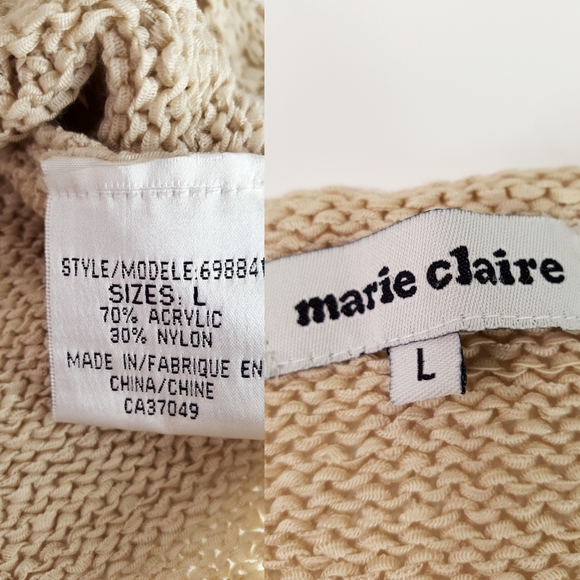 STYLE/MODELE:69884
SIZES: L
70% ACRYLIC
30% NYLON
MADE IN/FABRIQUE EN
CHINA/CHINE
CA37049
marie claire
L